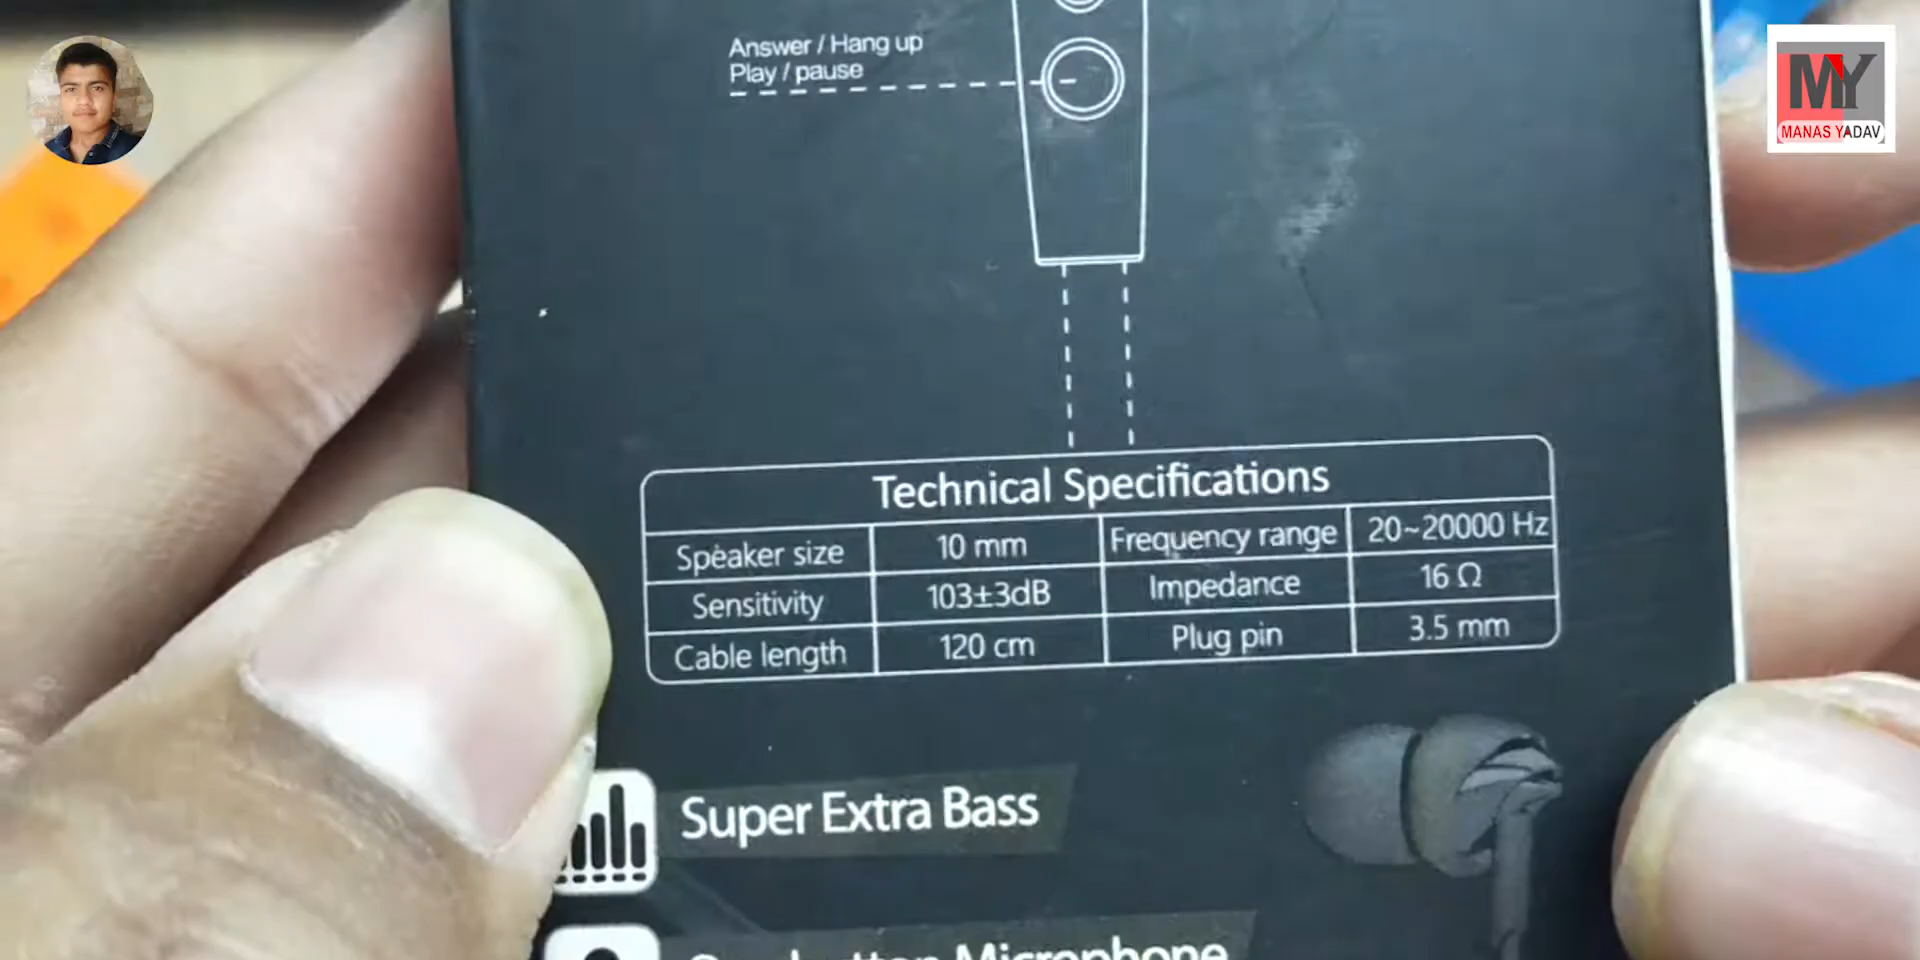 MY
MANAS YADAV
Answer / Hang up
Play / pause
Technical Specifications
Speaker size 10 mm Frequency range 20~20000 Hz
Sensitivity 103±3dB Impedance 16 Ω
Cable length 120 cm Plug pin 3.5 mm
Super Extra Bass
Microphone